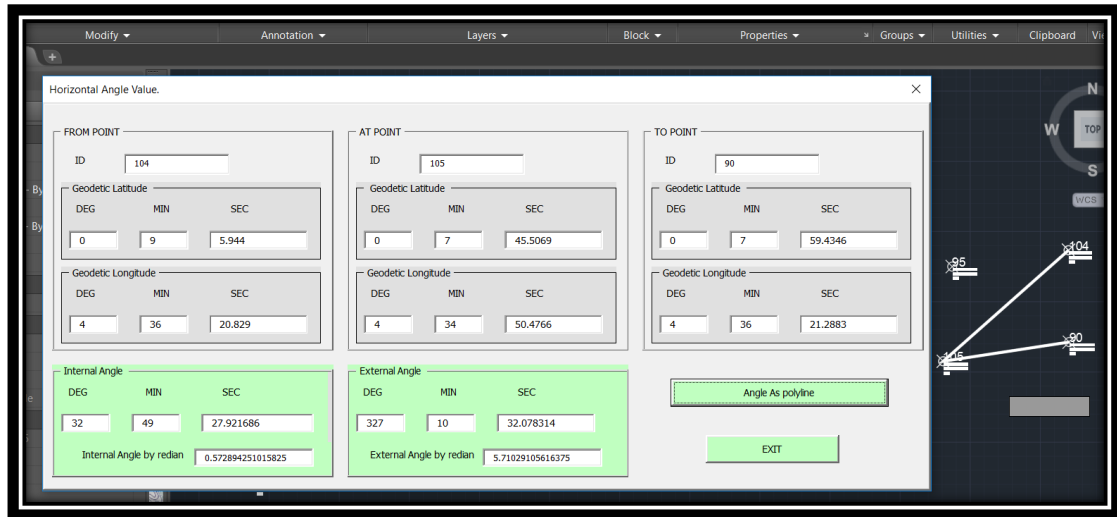 Modify Annotation Layers Block Properties Groups Utilities Clipboard
Horizontal Angle Value.
FROM POINT AT POINT TO POINT
ID 104 ID 105 ID 90
Geodetic Latitude Geodetic Latitude Geodetic Latitude
DEG MIN SEC DEG MIN SEC DEG MIN SEC
0 9 5.944 0 7 45.5069 0 7 59.4346
Geodetic Longitude Geodetic Longitude Geodetic Longitude
DEG MIN SEC DEG MIN SEC DEG MIN SEC
4 36 20.829 4 34 50.4766 4 36 21.2883
Internal Angle External Angle
DEG MIN SEC DEG MIN SEC
32 49 27.921686 327 10 32.078314
Internal Angle by redian 0.572894251015825 External Angle by redian 5.71029105616375
Angle As polyline
EXIT
N
W TOP
S
WCS
By
By
104
95
90
105